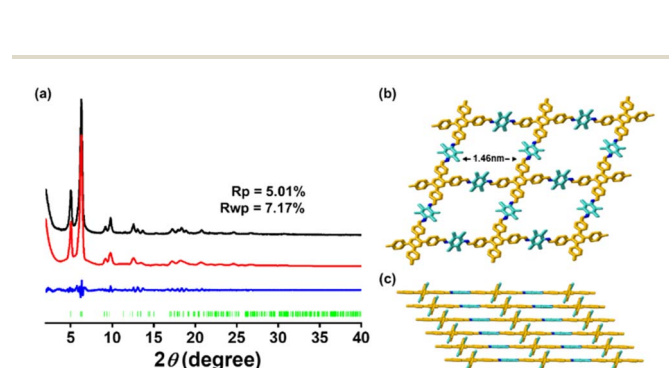 (a)
Rp = 5.01%
Rwp = 7.17%
5 10 15 20 25 30 35 40
2θ(degree)
(b)
1.46nm
(c)